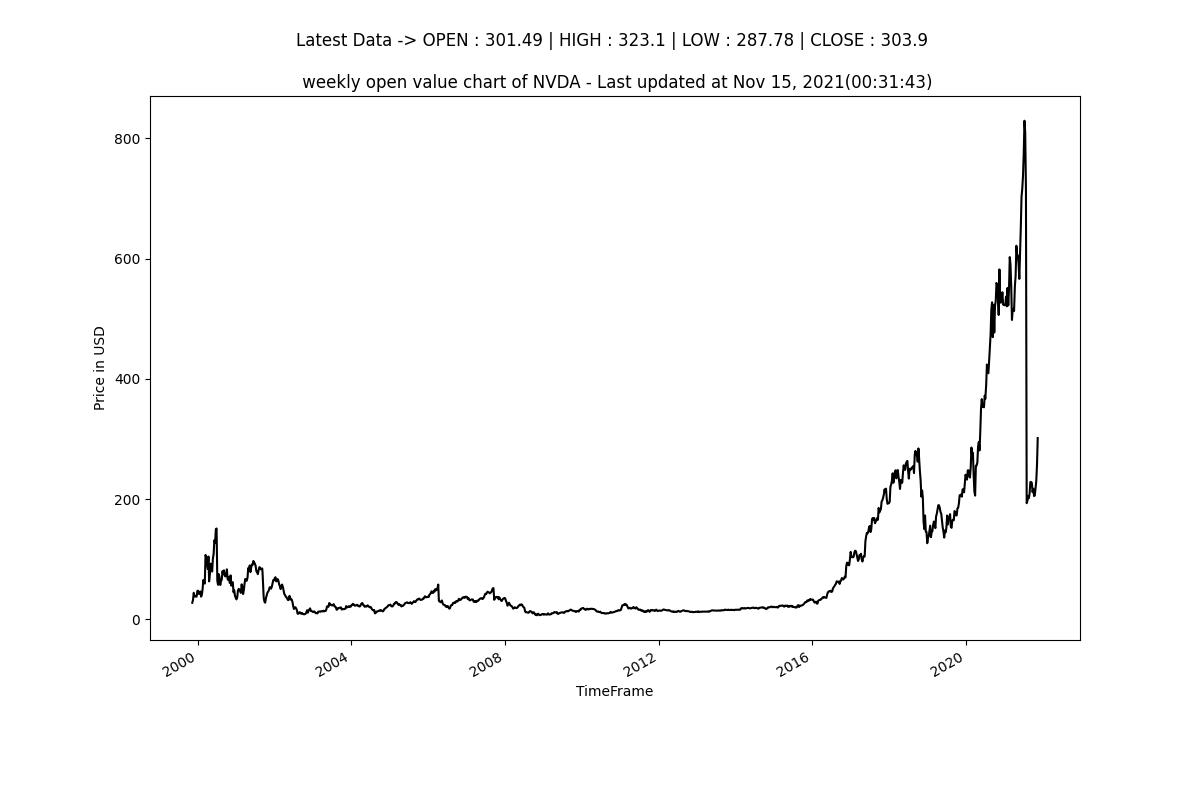 Latest Data -> OPEN : 301.49 | HIGH : 323.1 | LOW : 287.78 | CLOSE : 303.9
weekly open value chart of NVDA - Last updated at Nov 15, 2021(00:31:43)
800
600
400
200
0
Price in USD
2000
2004
2008
2012
2016
2020
TimeFrame